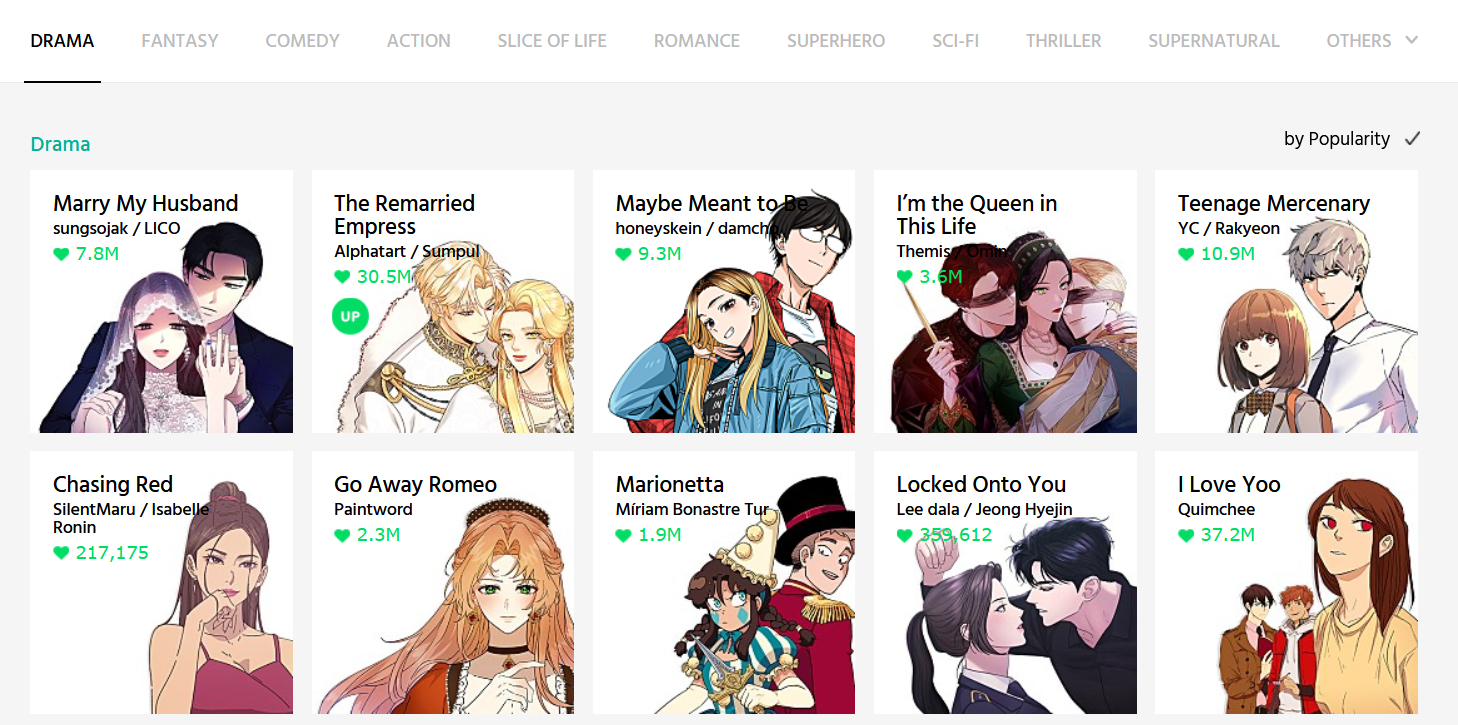 DRAMA FANTASY COMEDY ACTION SLICE OF LIFE ROMANCE SUPERHERO SCI-FI THRILLER SUPERNATURAL OTHERS
Drama
by Popularity
Marry My Husband
sungsojak / LICO
7.8M
The Remarried
Empress
Alphatart / Sumpul
30.5M
UP
Maybe Meant to Be
honeyskein / damcho
9.3M
I'm the Queen in
This Life
Themis / Omin
3.6M
Teenage Mercenary
YC / Rakyeon
10.9M
Chasing Red
SilentMaru / Isabelle
Ronin
217,175
Go Away Romeo
Paintword
2.3M
Marionetta
Míriam Bonastre Tur
1.9M
Locked Onto You
Lee dala / Jeong Hyejin
359,612
I Love Yoo
Quimchee
37.2M